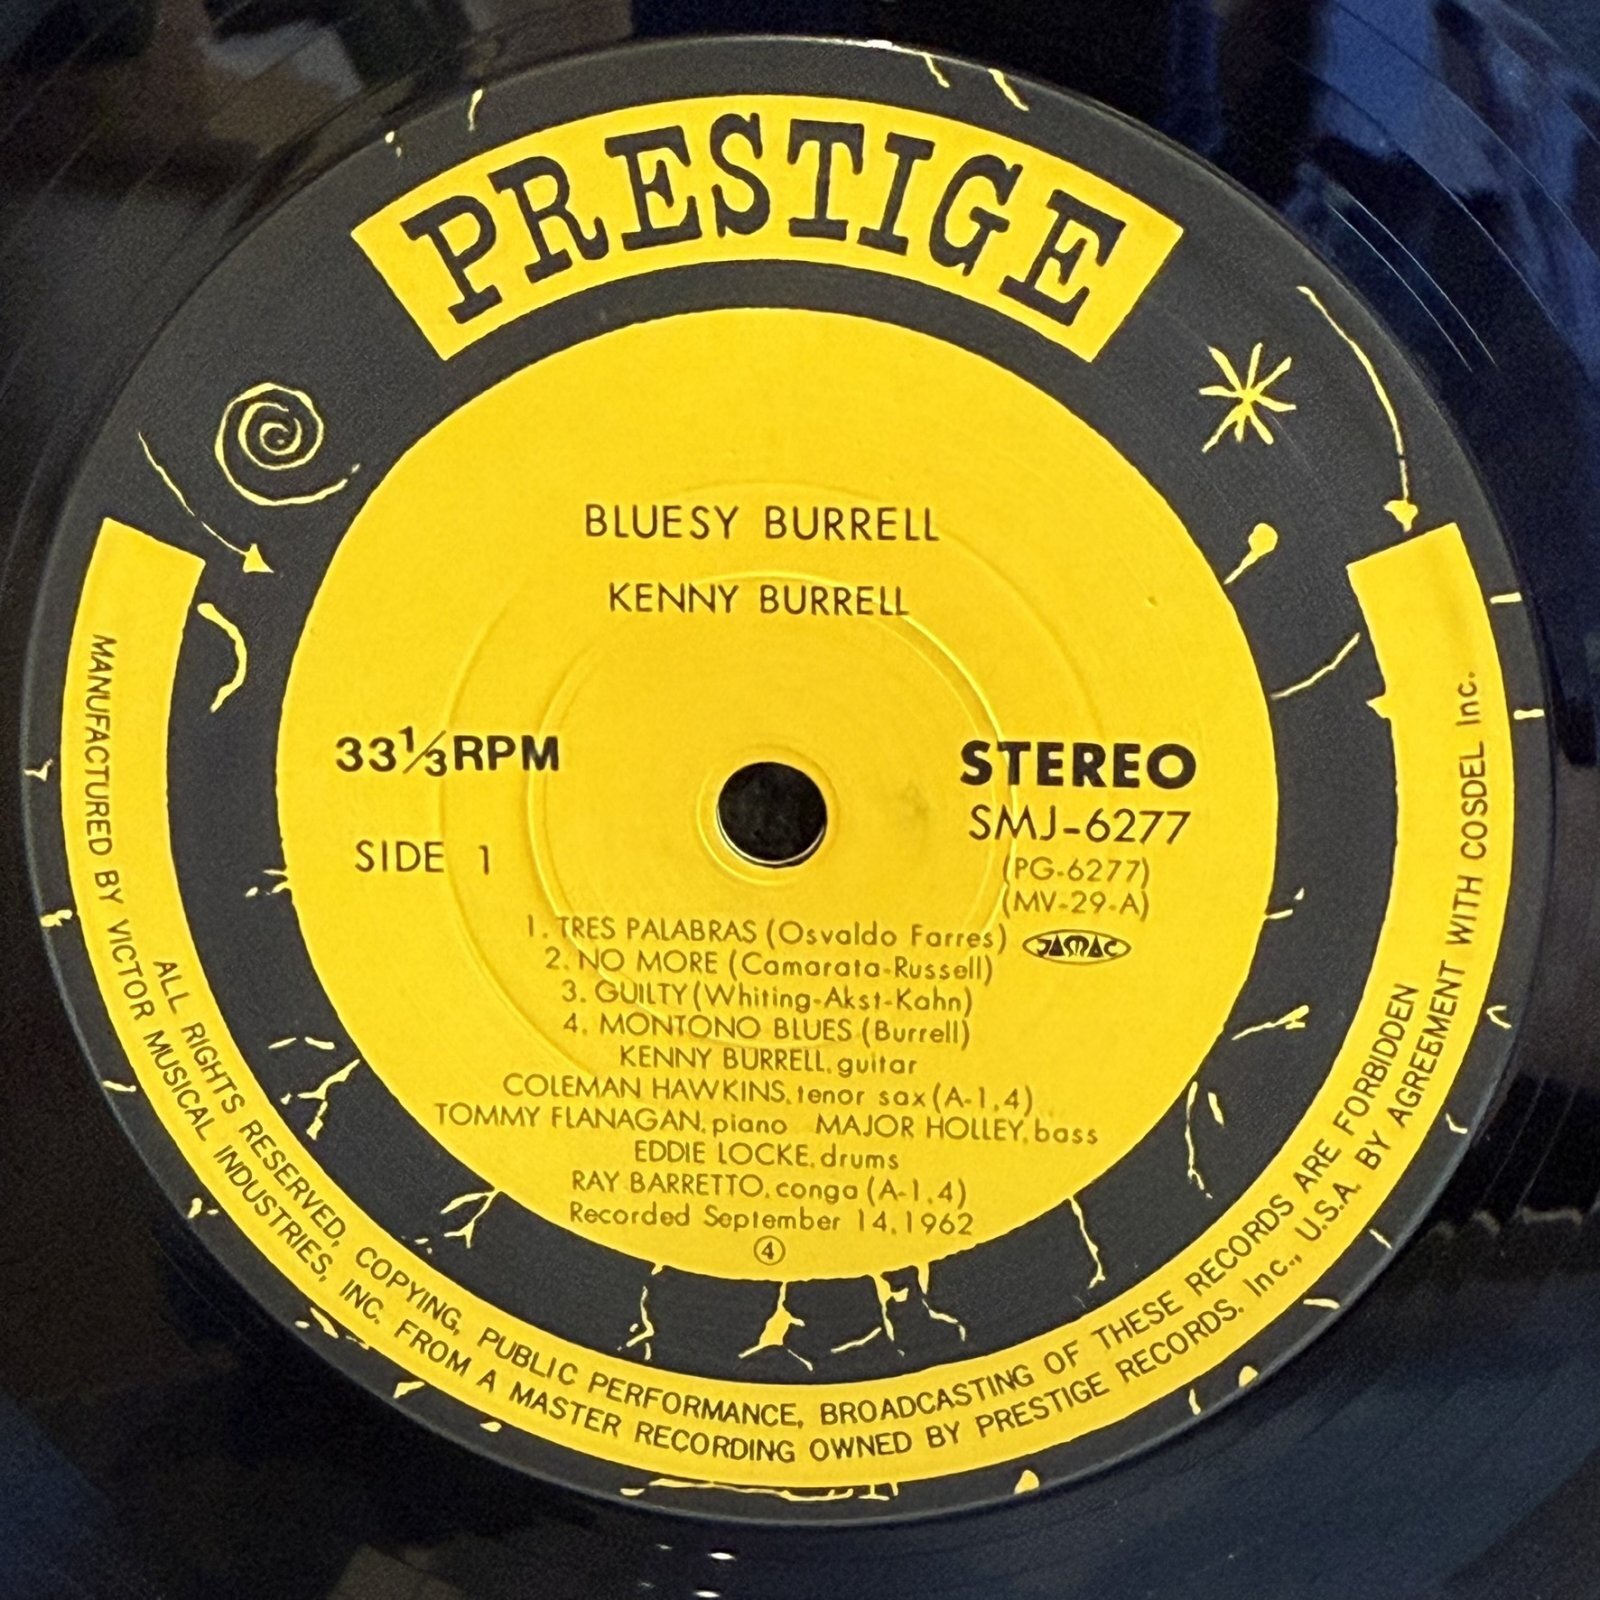 PRESTIGE
BLUESY BURRELL
KENNY BURRELL
33⅓RPM
STEREO
SMJ-6277
SIDE 1
(PG-6277)
(MV-29-A)
1. TRES PALABRAS (Osvaldo Farres)
JAMAC
2. NO MORE (Camarata-Russell)
3. GUILTY (Whiting-Akst-Kahn)
4. MONTONO BLUES (Burrell)
KENNY BURRELL, guitar
COLEMAN HAWKINS, tenor sax (A-1,4)
TOMMY FLANAGAN, piano MAJOR HOLLEY, bass
EDDIE LOCKE, drums
RAY BARRETTO, conga (A-1,4)
Recorded September 14, 1962
④
ALL RIGHTS RESERVED, COPYING, PUBLIC PERFORMANCE, BROADCASTING OF THESE RECORDS ARE FORBIDDEN
MANUFACTURED BY VICTOR MUSICAL INDUSTRIES, INC. FROM A MASTER RECORDING OWNED BY PRESTIGE RECORDS. Inc., U.S.A. BY AGREEMENT WITH COSDEL Inc.